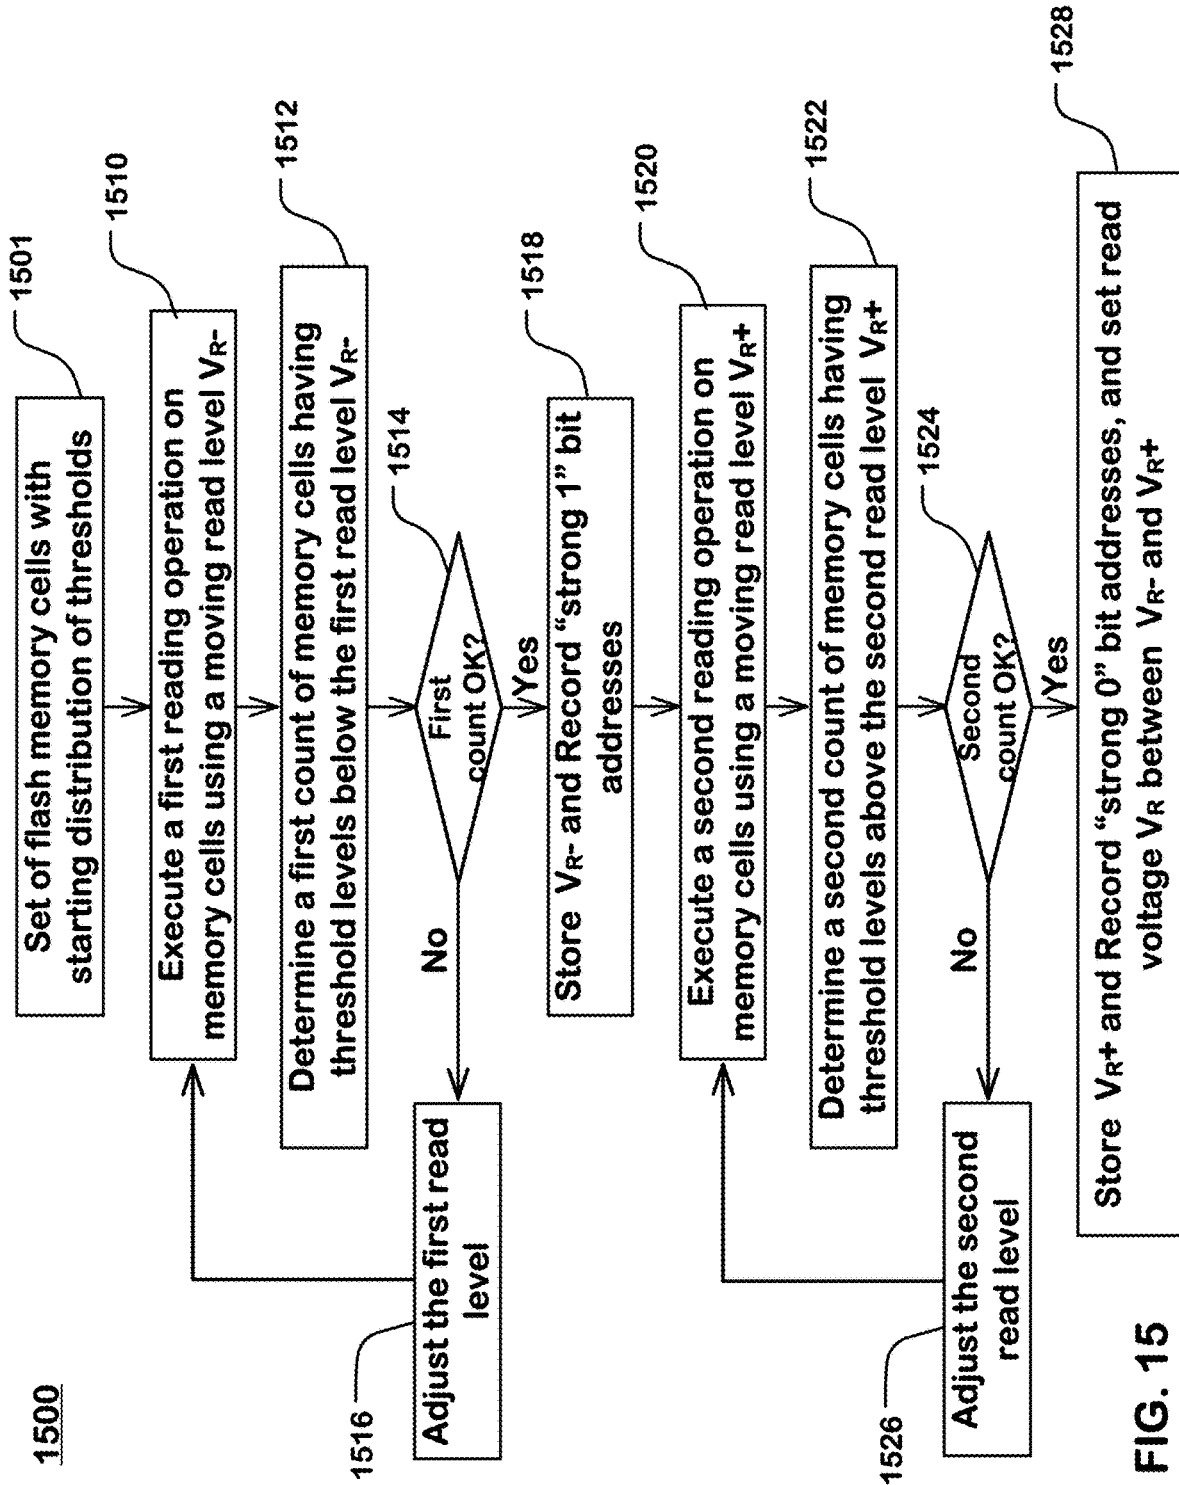 1500
Set of flash memory cells with
starting distribution of thresholds
1501
Execute a first reading operation on
memory cells using a moving read level VR-
1510
Determine a first count of memory cells having
threshold levels below the first read level VR-
1512
First
count OK?
1514
No
Yes
Adjust the first read
level
1516
Store VR- and Record “strong 1” bit
addresses
1518
Execute a second reading operation on
memory cells using a moving read level VR+
1520
Determine a second count of memory cells having
threshold levels above the second read level VR+
1522
Second
count OK?
1524
No
Yes
Adjust the second
read level
1526
Store VR+ and Record “strong 0” bit addresses, and set read
voltage VR between VR- and VR+
1528
FIG. 15